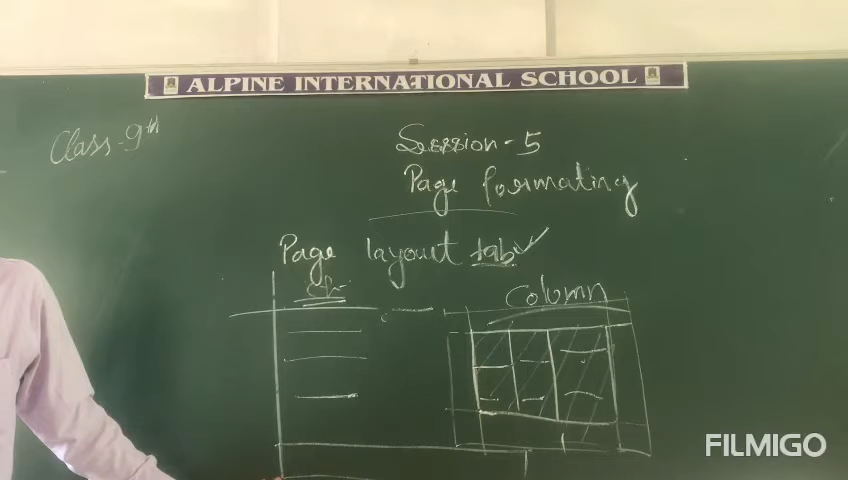 ALPINE INTERNATIONAL SCHOOL
Class-9th
Session-5
Page formating
Page layout tab
Column
FILMIGO